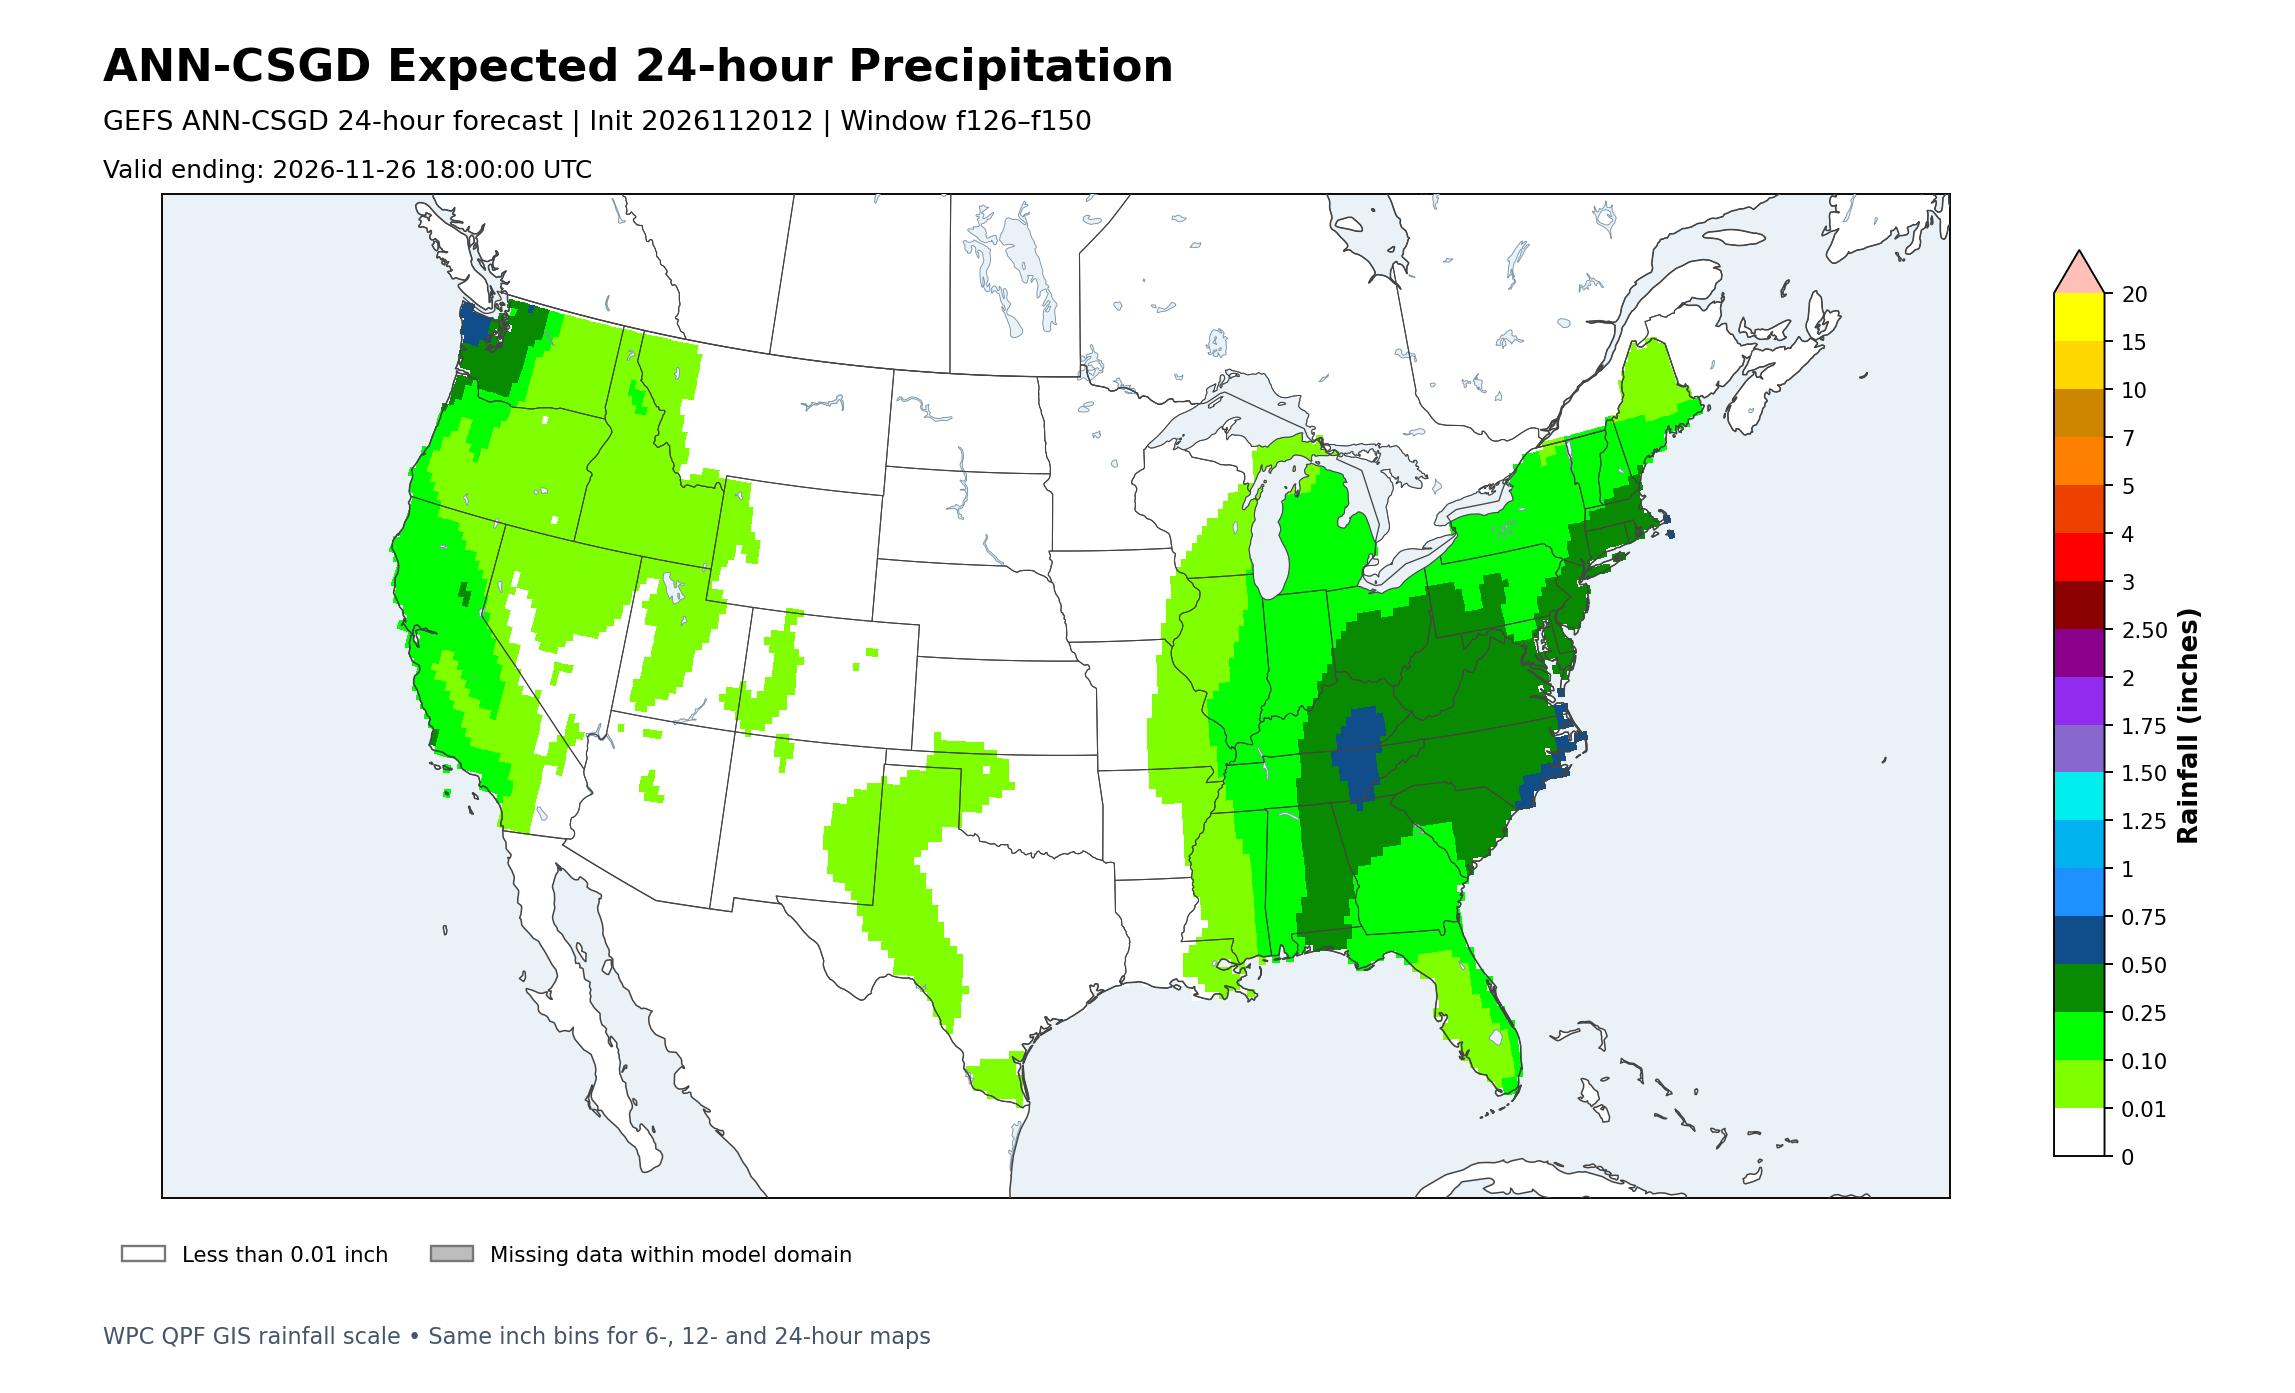 ANN-CSGD Expected 24-hour Precipitation
GEFS ANN-CSGD 24-hour forecast | Init 2026112012 | Window f126–f150
Valid ending: 2026-11-26 18:00:00 UTC
20
15
10
7
5
4
3
2.50
2
1.75
1.50
1.25
1
0.75
0.50
0.25
0.10
0.01
0
Rainfall (inches)
Less than 0.01 inch
Missing data within model domain
WPC QPF GIS rainfall scale • Same inch bins for 6-, 12- and 24-hour maps